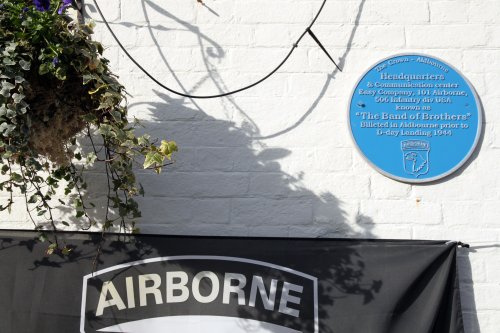 The Crown - Aldbourne
Headquarters
& Communication center
Easy Company, 101 Airborne,
506 Infantry div USA
known as
"The Band of Brothers"
Billeted in Aldbourne prior to
D-day Landing 1944
AIRBORNE
AIRBORNE